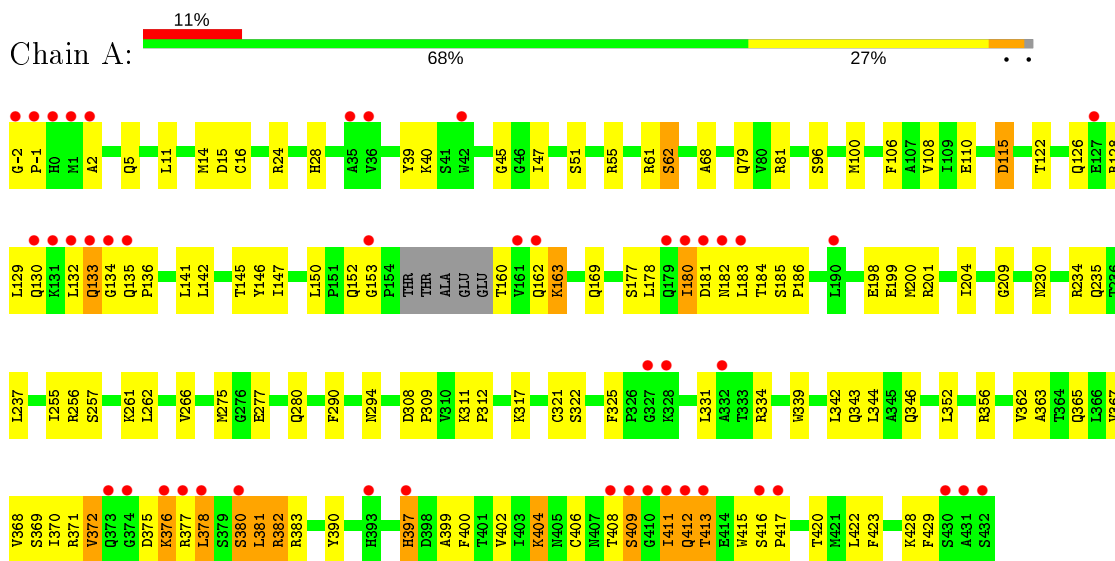 11%
Chain A:
68% 27% • •
G-2 P-1 H0 M1 A2 Q5 L11 M14 D15 C16 R24 H28 A35 V36 Y39 K40 S41 W42 G45 G46 I47 S51 R55 R61 S62 A68 Q79 V80 R81 S96 M100 F106 A107 V108 I109 E110 D115 T122 Q126 E127 R128
L129 Q130 K131 L132 Q133 G134 Q135 P136 L141 L142 T145 Y146 I147 L150 P151 Q152 G153 P154 THR THR ALA GLU GLU T160 V161 Q162 K163 Q169 S177 L178 Q179 I180 D181 N182 L183 T184 S185 P186 L190 E198 E199 M200 R201 I204 G209 N230 R234 Q235 T236
L237 I255 R256 S257 K261 L262 V266 M275 G276 E277 Q280 F290 N294 D308 P309 V310 K311 P312 K317 C321 S322 F325 P326 G327 K328 L331 A332 T333 R334 W339 L342 Q343 L344 A345 Q346 L352 R356 V362 A363 T364 Q365 L366 V367
V368 S369 I370 R371 V372 Q373 G374 D375 K376 R377 L378 S379 S380 L381 R382 R383 Y390 H393 H397 D398 A399 F400 T401 V402 I403 K404 N405 C406 N407 T408 S409 G410 I411 Q412 T413 E414 W415 S416 P417 T420 M421 L422 F423 K428 F429 S430 A431 S432